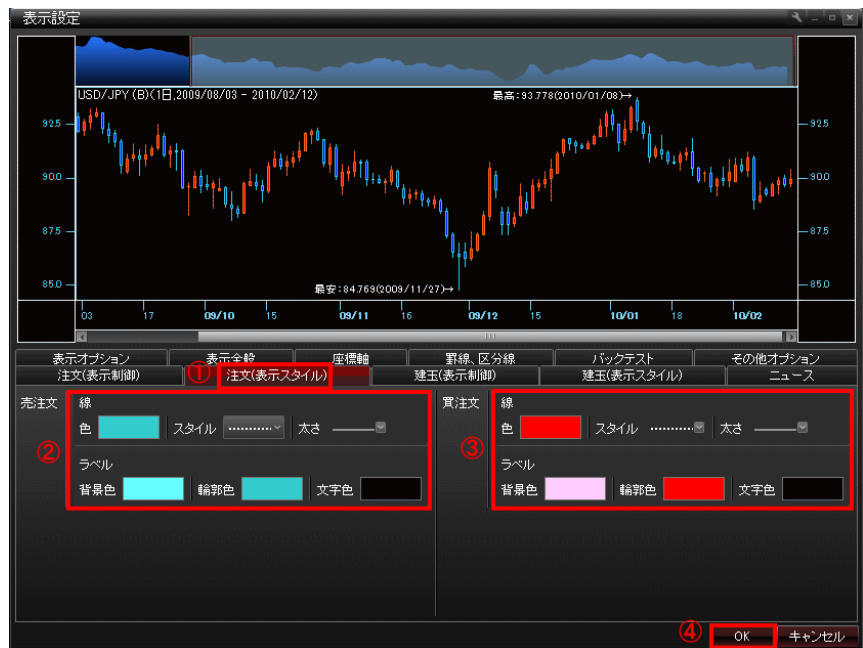 表示設定
USD/JPY (B)(1日,2009/08/03 - 2010/02/12)
最高:93.778(2010/01/08)→
92.5
92.5
90.0
90.0
87.5
87.5
85.0
85.0
最安:84.769(2009/11/27)→
03 17 09/10 15 09/11 16 09/12 15 10/01 18 10/02
表示オプション 表示全般 座標軸 罫線、区分線 バックテスト その他オプション
注文(表示制御) ① 注文(表示スタイル) 建玉(表示制御) 建玉(表示スタイル) ニュース
売注文 線
色 スタイル 太さ
②
ラベル
背景色 輪郭色 文字色
買注文 線
色 スタイル 太さ
③
ラベル
背景色 輪郭色 文字色
④ OK キャンセル